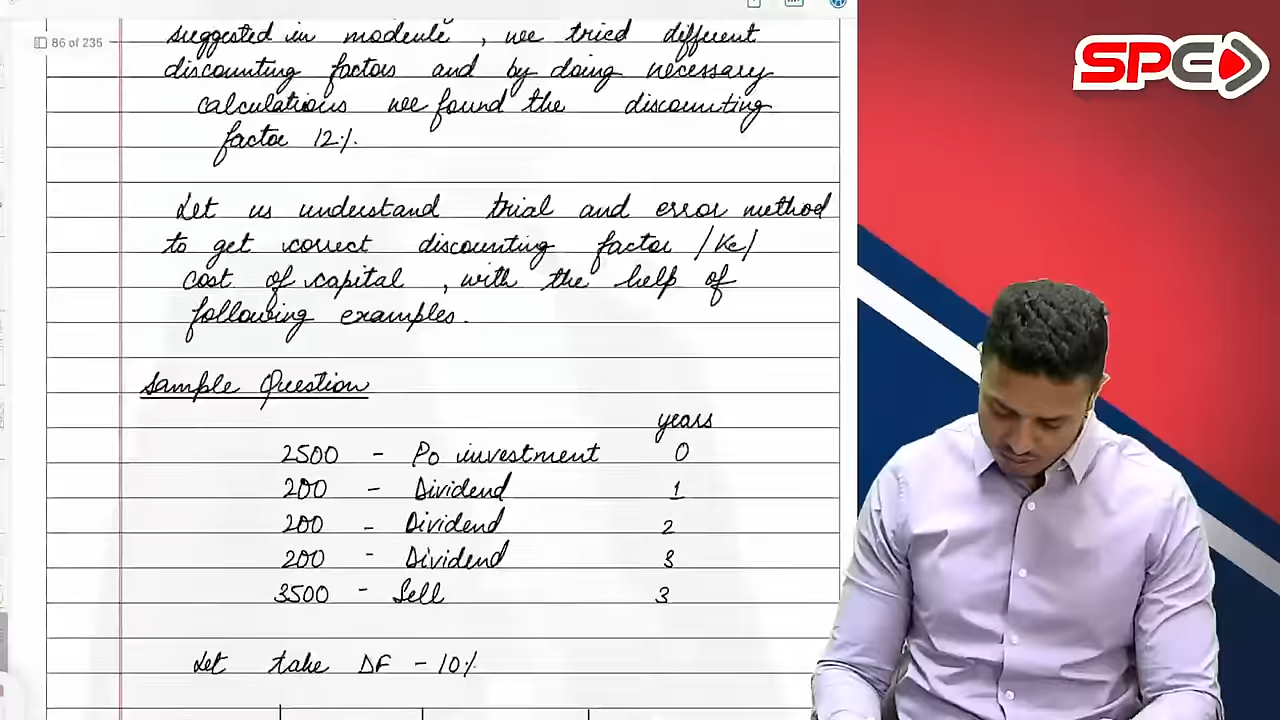 86 of 235
suggested in module, we tried different
discounting factors and by doing necessary
calculations we found the discounting
factor 12%.
Let us understand trial and error method
to get correct discounting factor /Ke/
cost of capital, with the help of
following examples.
Sample Question
years
2500 - Po investment 0
200 - Dividend 1
200 - Dividend 2
200 - Dividend 3
3500 - Sell 3
Let take DF - 10%
SPC